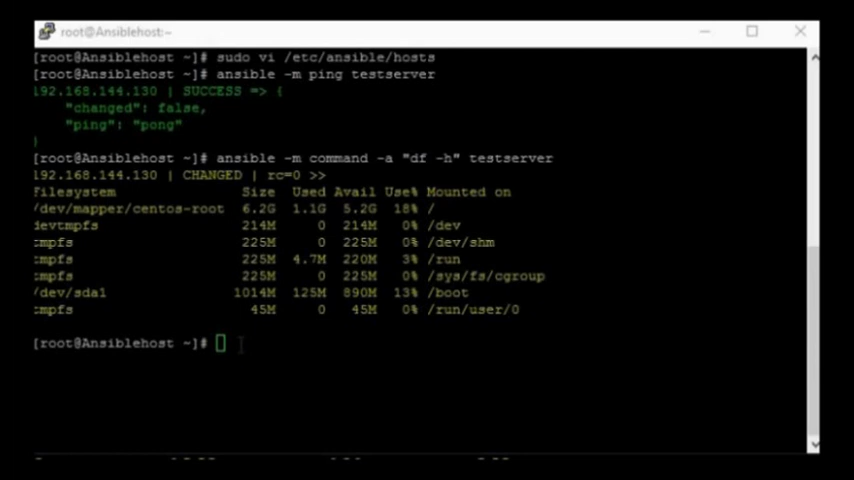 root@Ansiblehost:~
[root@Ansiblehost ~]# sudo vi /etc/ansible/hosts
[root@Ansiblehost ~]# ansible -m ping testserver
192.168.144.130 | SUCCESS => {
"changed": false,
"ping": "pong"
}
[root@Ansiblehost ~]# ansible -m command -a "df -h" testserver
192.168.144.130 | CHANGED | rc=0 >>
Filesystem Size Used Avail Use% Mounted on
/dev/mapper/centos-root 6.2G 1.1G 5.2G 18% /
devtmpfs 214M 0 214M 0% /dev
tmpfs 225M 0 225M 0% /dev/shm
tmpfs 225M 4.7M 220M 3% /run
tmpfs 225M 0 225M 0% /sys/fs/cgroup
/dev/sda1 1014M 125M 890M 13% /boot
tmpfs 45M 0 45M 0% /run/user/0
[root@Ansiblehost ~]#